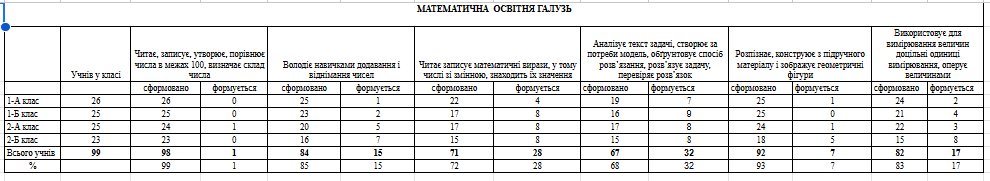 МАТЕМАТИЧНА ОСВІТНЯ ГАЛУЗЬ
Учнів у класі
Читає, записує, утворює, порівнює
числа в межах 100, визначає склад
числа
Володіє навичками додавання і
віднімання чисел
Читає записує математичні вирази, у тому
числі зі змінною, знаходить їх значення
Аналізує текст задачі, створює за
потреби модель, обґрунтовує спосіб
розв'язання, розв'язує задачу,
перевіряє розв'язок
Розпізнає, конструює з підручного
матеріалу і зображує геометричні
фігури
Використовує для
вимірювання величин
доцільні одиниці
вимірювання, оперує
величинами
сформовано формується сформовано формується сформовано формується сформовано формується сформовано формується сформовано формується
1-А клас 26 26 0 25 1 22 4 19 7 25 1 24 2
1-Б клас 25 25 0 23 2 17 8 16 9 25 0 21 4
2-А клас 25 24 1 20 5 17 8 17 8 24 1 22 3
2-Б клас 23 23 0 16 7 15 8 15 8 18 5 15 8
Всього учнів 99 98 1 84 15 71 28 67 32 92 7 82 17
% 99 1 85 15 72 28 68 32 93 7 83 17